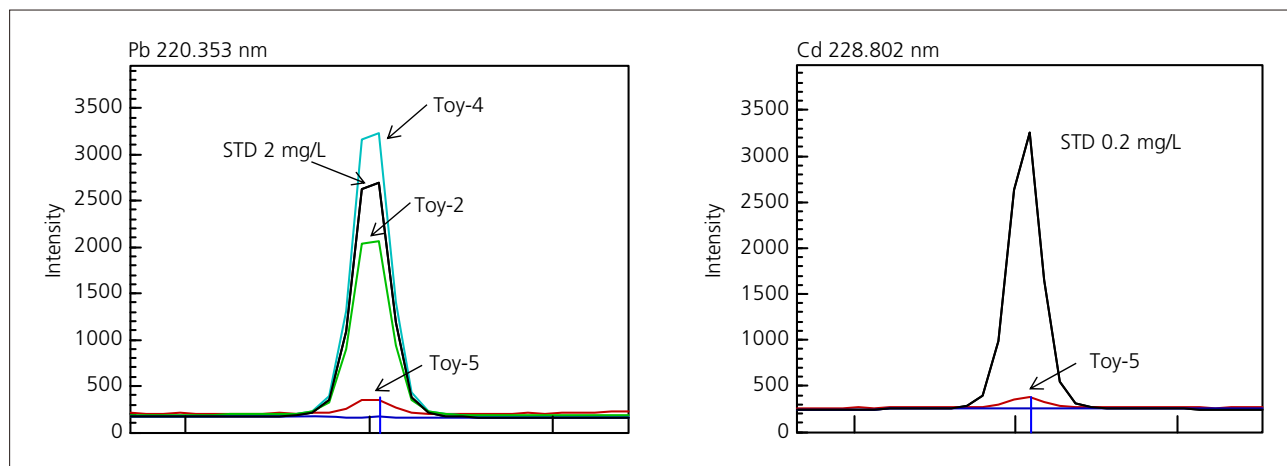 Pb 220.353 nm
3500
3000
2500
2000
1500
1000
500
0
Intensity
Toy-4
STD 2 mg/L
Toy-2
Toy-5
Cd 228.802 nm
3500
3000
2500
2000
1500
1000
500
0
Intensity
STD 0.2 mg/L
Toy-5